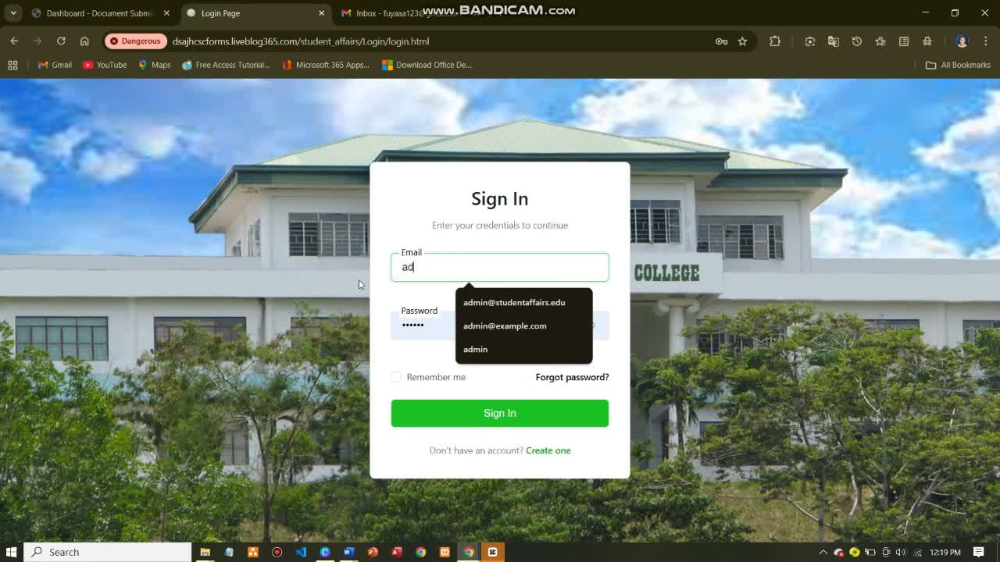 Dashboard - Document Submis
Login Page
Inbox - fuyaaa123@
www.BANDICAM.com
Dangerous
dsajhcscforms.liveblog365.com/student_affairs/Login/login.html
Gmail
YouTube
Maps
Free Access Tutorial...
Microsoft 365 Apps...
Download Office De...
All Bookmarks
COLLEGE
Sign In
Enter your credentials to continue
Email
ad
admin@studentaffairs.edu
admin@example.com
admin
Password
••••••
Remember me
Forgot password?
Sign In
Don't have an account? Create one
Search
12:19 PM